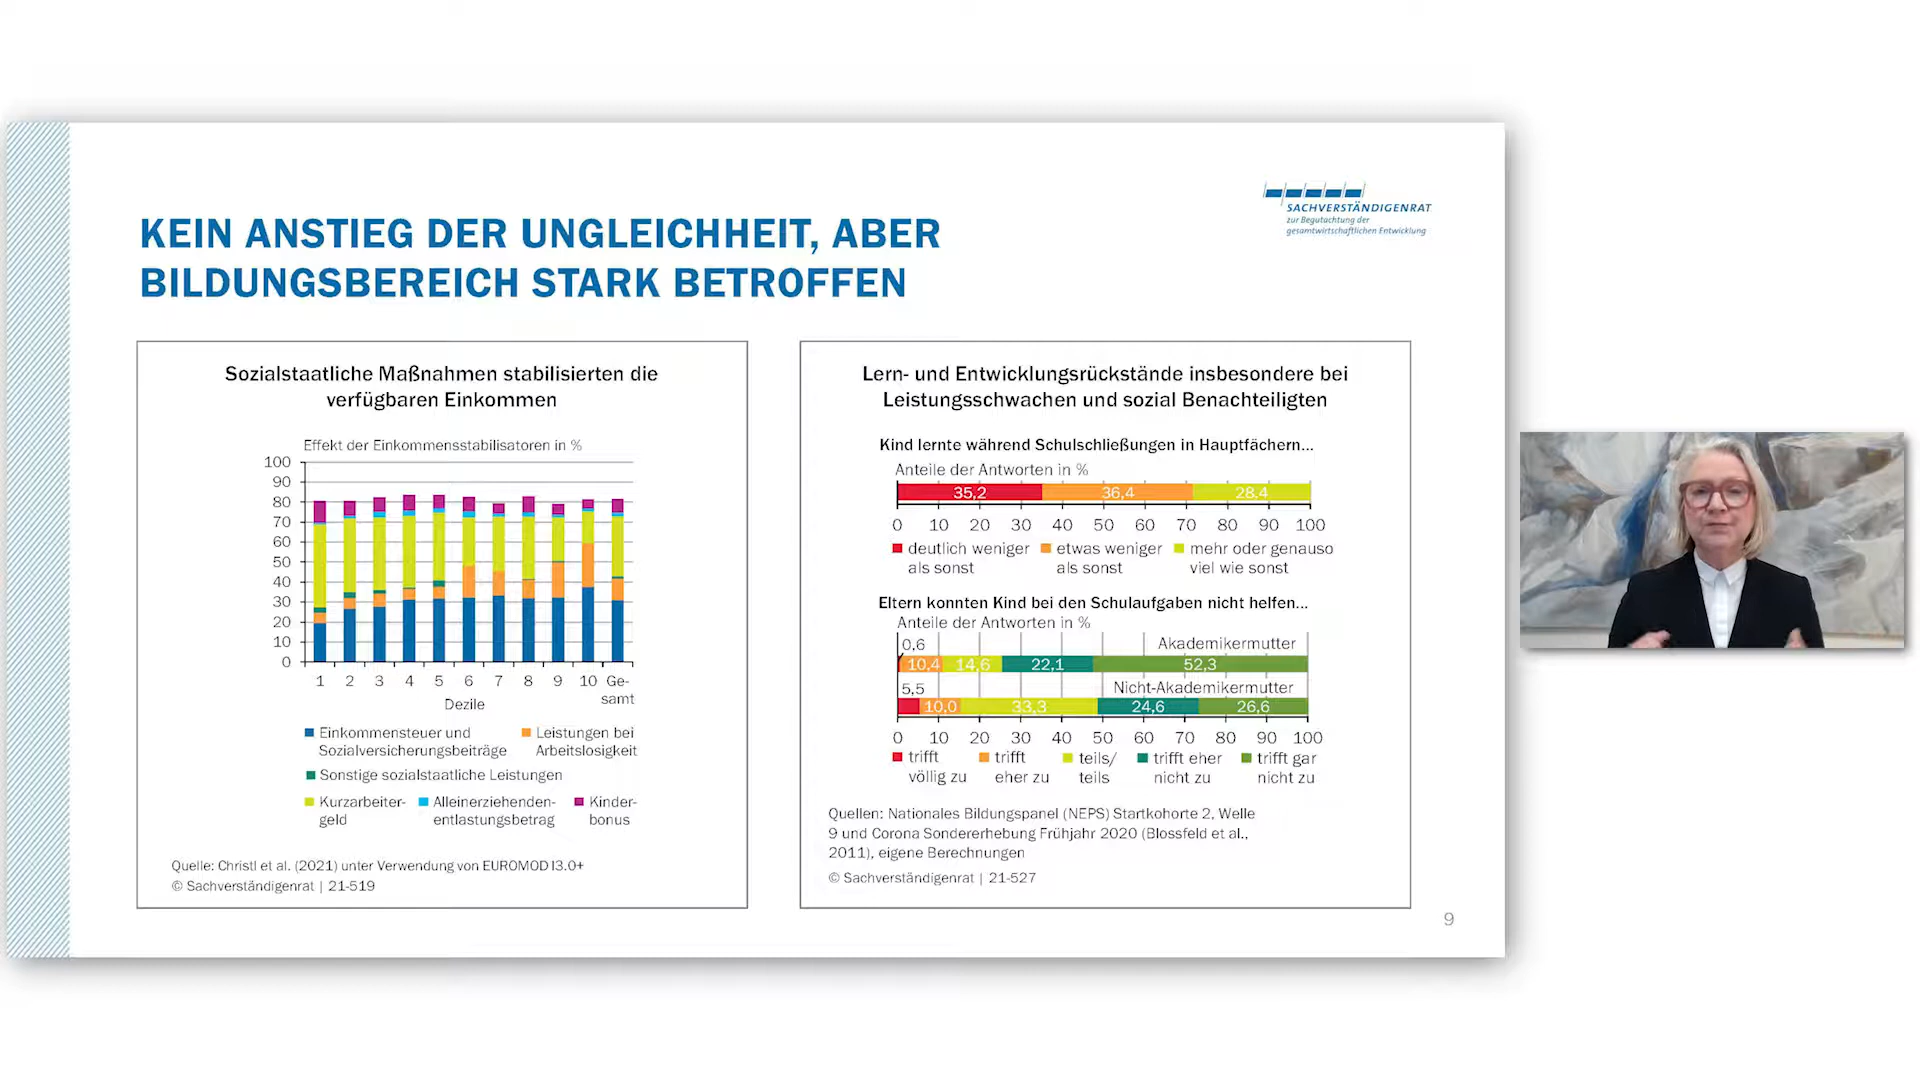 SACHVERSTÄNDIGENRAT
zur Begutachtung der
gesamtwirtschaftlichen Entwicklung
KEIN ANSTIEG DER UNGLEICHHEIT, ABER
BILDUNGSBEREICH STARK BETROFFEN
Sozialstaatliche Maßnahmen stabilisierten die
verfügbaren Einkommen
Effekt der Einkommensstabilisatoren in %
100
90
80
70
60
50
40
30
20
10
0
1 2 3 4 5 6 7 8 9 10 Ge-
samt
Dezile
Einkommensteuer und
Sozialversicherungsbeiträge
Leistungen bei
Arbeitslosigkeit
Sonstige sozialstaatliche Leistungen
Kurzarbeiter-
geld
Alleinerziehenden-
entlastungsbetrag
Kinder-
bonus
Quelle: Christl et al. (2021) unter Verwendung von EUROMOD I3.0+
© Sachverständigenrat | 21-519
Lern- und Entwicklungsrückstände insbesondere bei
Leistungsschwachen und sozial Benachteiligten
Kind lernte während Schulschließungen in Hauptfächern...
Anteile der Antworten in %
35,2 36,4 28,4
0 10 20 30 40 50 60 70 80 90 100
deutlich weniger
als sonst
etwas weniger
als sonst
mehr oder genauso
viel wie sonst
Eltern konnten Kind bei den Schulaufgaben nicht helfen...
Anteile der Antworten in %
0,6 Akademikermutter
10,4 14,6 22,1 52,3
5,5 Nicht-Akademikermutter
10,0 33,3 24,6 26,6
0 10 20 30 40 50 60 70 80 90 100
trifft
völlig zu
trifft
eher zu
teils/
teils
trifft eher
nicht zu
trifft gar
nicht zu
Quellen: Nationales Bildungspanel (NEPS) Startkohorte 2, Welle
9 und Corona Sondererhebung Frühjahr 2020 (Blossfeld et al.,
2011), eigene Berechnungen
© Sachverständigenrat | 21-527
9